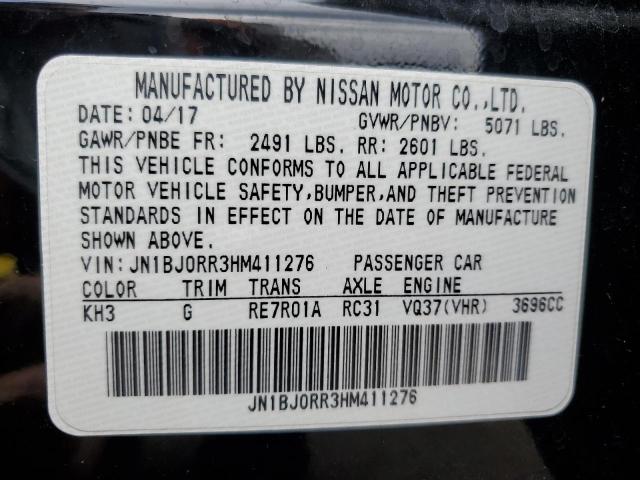 MANUFACTURED BY NISSAN MOTOR CO.,LTD.
DATE: 04/17 GVWR/PNBV: 5071 LBS.
GAWR/PNBE FR: 2491 LBS. RR: 2601 LBS.
THIS VEHICLE CONFORMS TO ALL APPLICABLE FEDERAL
MOTOR VEHICLE SAFETY,BUMPER,AND THEFT PREVENTION
STANDARDS IN EFFECT ON THE DATE OF MANUFACTURE
SHOWN ABOVE.
VIN:JN1BJ0RR3HM411276 PASSENGER CAR
COLOR TRIM TRANS AXLE ENGINE
KH3 G RE7R01A RC31 VQ37(VHR) 3696CC
JN1BJ0RR3HM411276